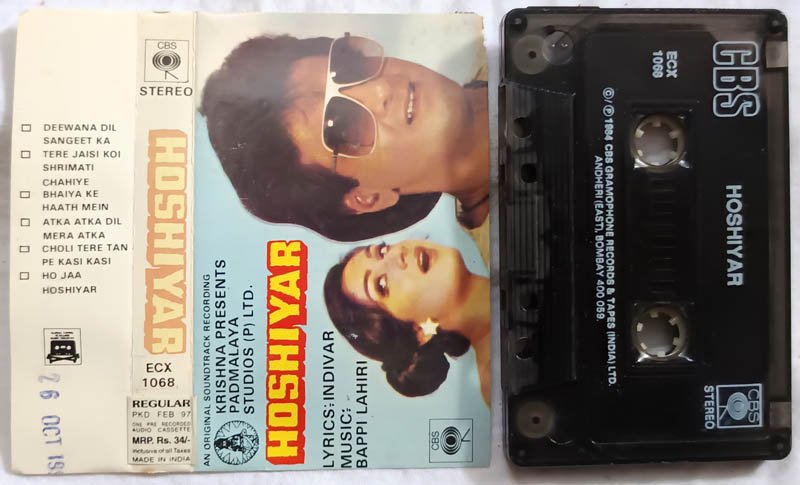 DEEWANA DIL
SANGEET KA
TERE JAISI KOI
SHRIMATI
CHAHIYE
BHAIYA KE
HAATH MEIN
ATKA ATKA DIL
MERA ATKA
CHOLI TERE TAN
PE KASI KASI
HO JAA
HOSHIYAR
26 OCT 199
CBS
STEREO
HOSHIYAR
ECX
1068
REGULAR
PKD FEB 97
ONE PRE RECORDED
AUDIO CASSETTE
MRP. Rs. 34/-
Inclusive of all Taxes
MADE IN INDIA
AN ORIGINAL SOUNDTRACK RECORDING
KRISHNA PRESENTS
PADMALAYA
STUDIOS (P) LTD.
HOSHIYAR
LYRICS: INDIVAR
MUSIC:
BAPPI LAHIRI
CBS
CBS
ECX
1068
HOSHIYAR
©/℗ 1984 CBS GRAMOPHONE RECORDS & TAPES (INDIA) LTD.
ANDHERI (EAST), BOMBAY 400 059.
CBS
STEREO